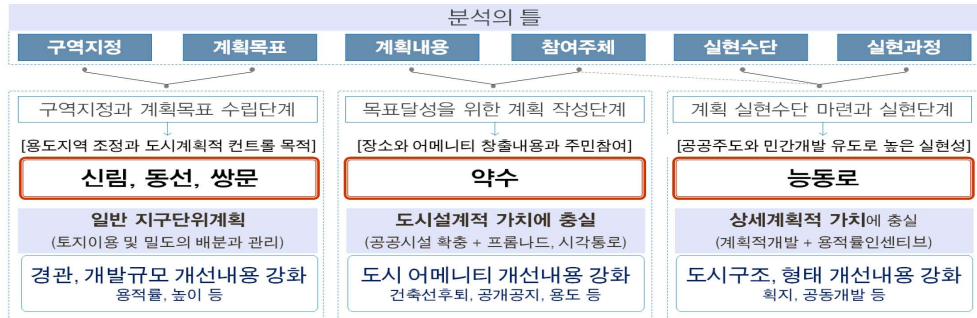 분석의 틀
구역지정 계획목표 계획내용 참여주체 실현수단 실현과정
구역지정과 계획목표 수립단계
[용도지역 조정과 도시계획적 컨트롤 목적]
신림, 동선, 쌍문
일반 지구단위계획
(토지이용 및 밀도의 배분과 관리)
경관, 개발규모 개선내용 강화
용적률, 높이 등
목표달성을 위한 계획 작성단계
[장소와 어메니티 창출내용과 주민참여]
약수
도시설계적 가치에 충실
(공공시설 확충 + 프롬나드, 시각통로)
도시 어메니티 개선내용 강화
건축선후퇴, 공개공지, 용도 등
계획 실현수단 마련과 실현단계
[공공주도와 민간개발 유도로 높은 실현성]
능동로
상세계획적 가치에 충실
(계획적개발 + 용적률인센티브)
도시구조, 형태 개선내용 강화
획지, 공동개발 등